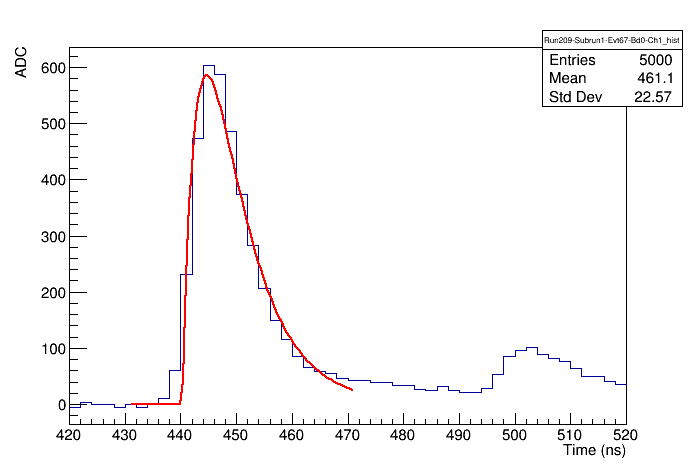 Run209-Subrun1-Evt67-Bd0-Ch1_hist
Entries 5000
Mean 461.1
Std Dev 22.57
ADC
600
500
400
300
200
100
0
420 430 440 450 460 470 480 490 500 510 520
Time (ns)